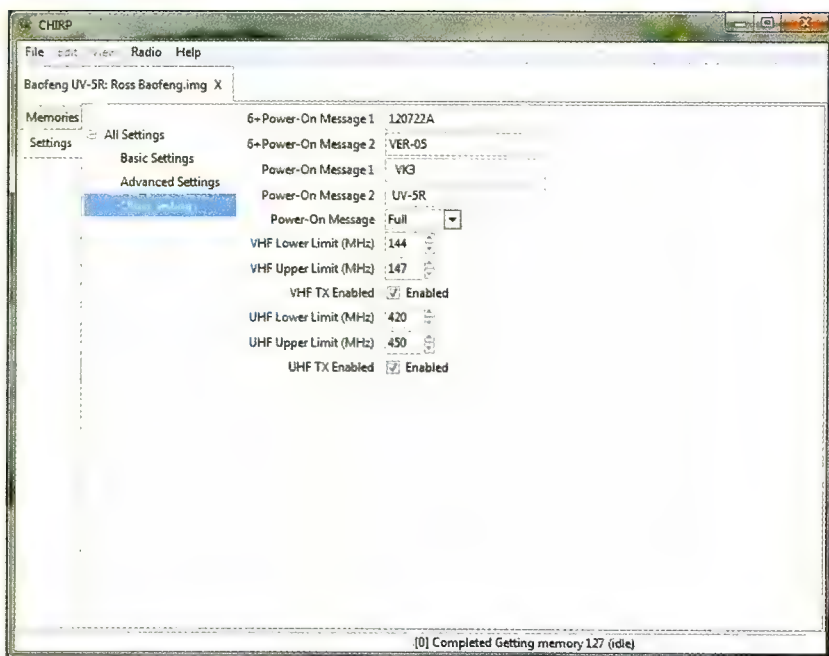 CHIRP
File Edit View Radio Help
Baofeng UV-5R: Ross Baofeng.img X
Memories
Settings
All Settings
Basic Settings
Advanced Settings
6+Power-On Message 1 120722A
6+Power-On Message 2 VER-05
Power-On Message 1 VK3
Power-On Message 2 UV-5R
Power-On Message Full
VHF Lower Limit (MHz) 144
VHF Upper Limit (MHz) 147
VHF TX Enabled Enabled
UHF Lower Limit (MHz) 420
UHF Upper Limit (MHz) 450
UHF TX Enabled Enabled
[0] Completed Getting memory 127 (idle)